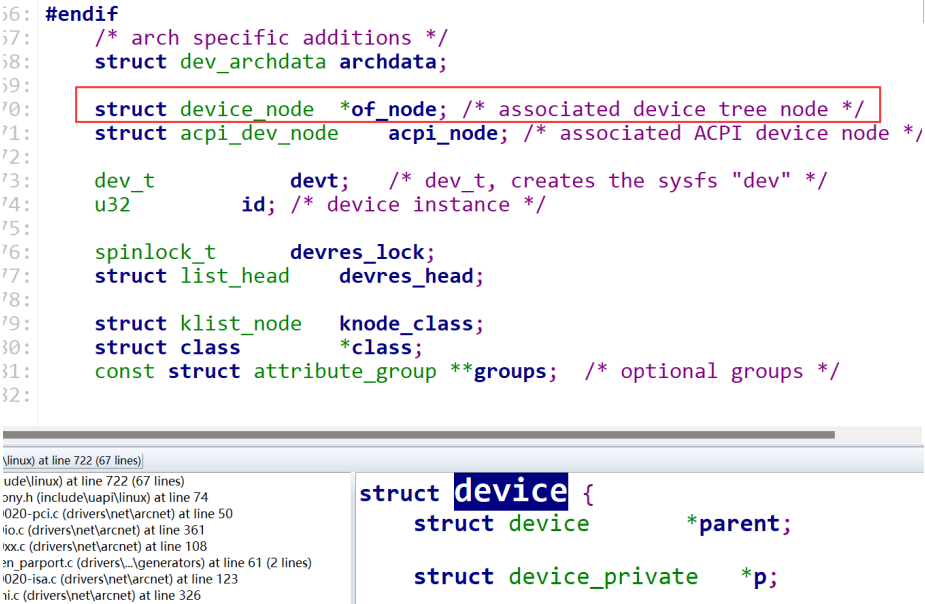 66: #endif
67: /* arch specific additions */
68: struct dev_archdata archdata;
69:
70: struct device_node *of_node; /* associated device tree node */
71: struct acpi_dev_node acpi_node; /* associated ACPI device node */
72:
73: dev_t devt; /* dev_t, creates the sysfs "dev" */
74: u32 id; /* device instance */
75:
76: spinlock_t devres_lock;
77: struct list_head devres_head;
78:
79: struct klist_node knode_class;
80: struct class *class;
81: const struct attribute_group **groups; /* optional groups */
82:
\linux) at line 722 (67 lines)
ude\linux) at line 722 (67 lines)
ony.h (include\uapi\linux) at line 74
020-pci.c (drivers\net\arcnet) at line 50
io.c (drivers\net\arcnet) at line 361
xx.c (drivers\net\arcnet) at line 108
en_parport.c (drivers\...\generators) at line 61 (2 lines)
020-isa.c (drivers\net\arcnet) at line 123
ni.c (drivers\net\arcnet) at line 326
struct device {
struct device *parent;
struct device_private *p;